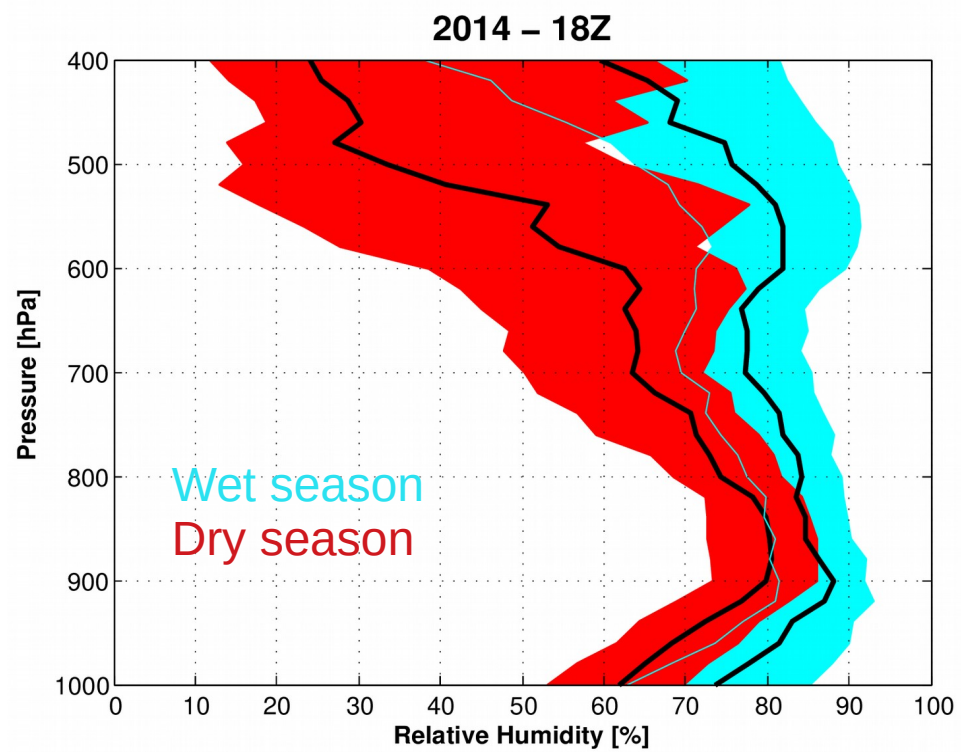 2014 – 18Z
400
500
600
700
800
900
1000
Pressure [hPa]
Wet season
Dry season
0 10 20 30 40 50 60 70 80 90 100
Relative Humidity [%]